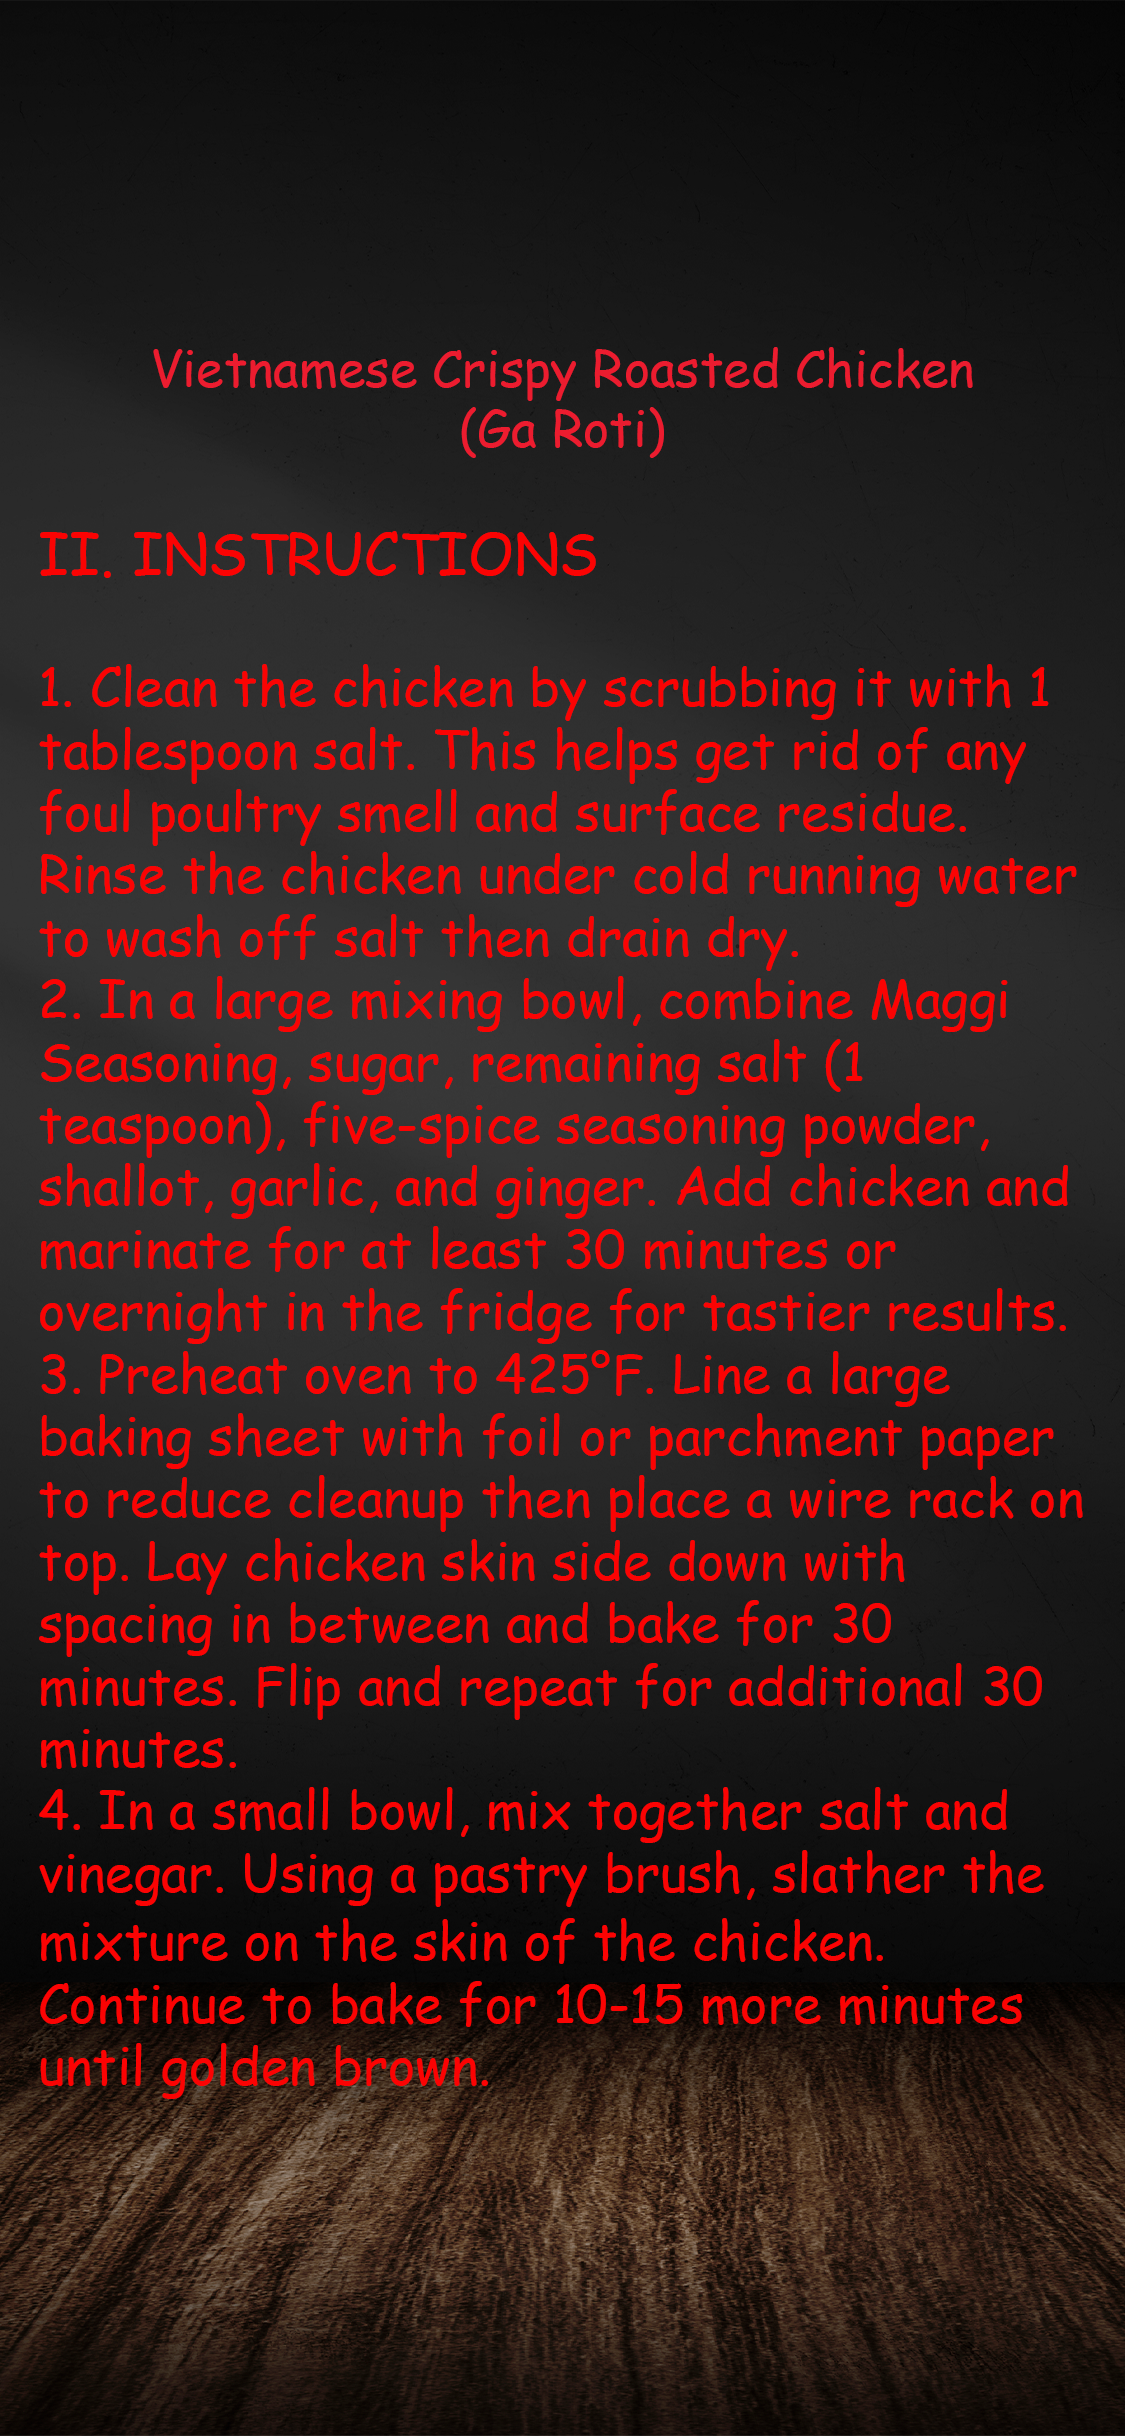 Vietnamese Crispy Roasted Chicken
(Ga Roti)
II. INSTRUCTIONS
1. Clean the chicken by scrubbing it with 1
tablespoon salt. This helps get rid of any
foul poultry smell and surface residue.
Rinse the chicken under cold running water
to wash off salt then drain dry.
2. In a large mixing bowl, combine Maggi
Seasoning, sugar, remaining salt (1
teaspoon), five-spice seasoning powder,
shallot, garlic, and ginger. Add chicken and
marinate for at least 30 minutes or
overnight in the fridge for tastier results.
3. Preheat oven to 425°F. Line a large
baking sheet with foil or parchment paper
to reduce cleanup then place a wire rack on
top. Lay chicken skin side down with
spacing in between and bake for 30
minutes. Flip and repeat for additional 30
minutes.
4. In a small bowl, mix together salt and
vinegar. Using a pastry brush, slather the
mixture on the skin of the chicken.
Continue to bake for 10-15 more minutes
until golden brown.